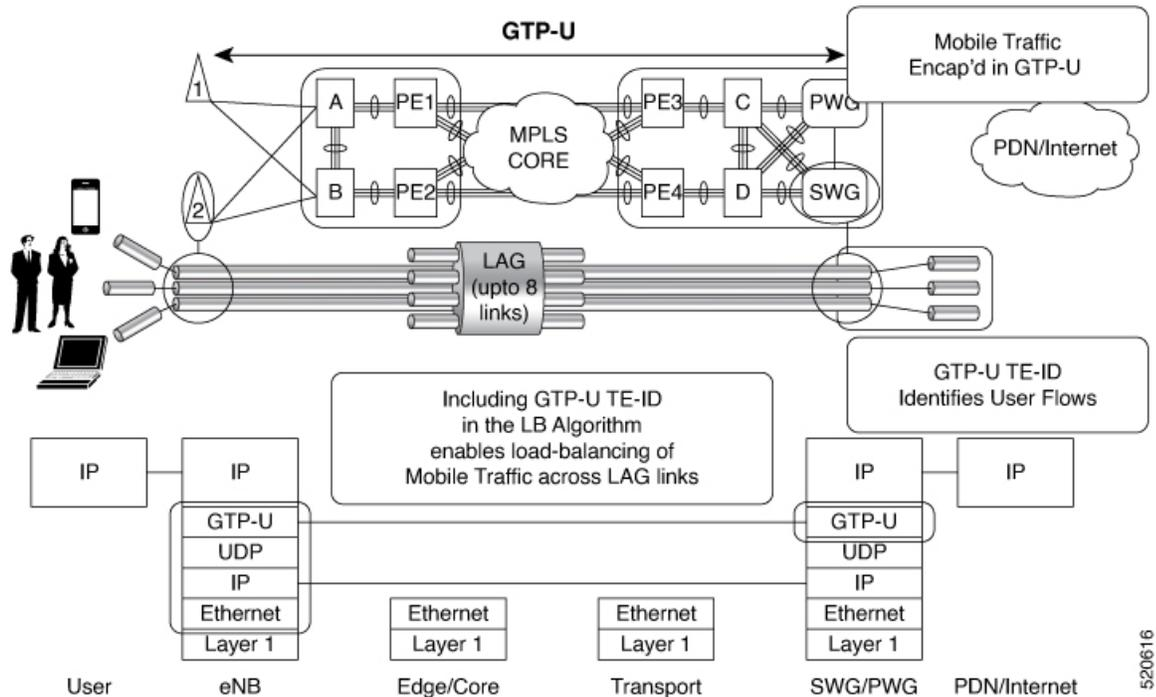 GTP-U
Mobile Traffic
Encap'd in GTP-U
1
A
PE1
MPLS
CORE
PE3
C
PWG
PDN/Internet
B
PE2
PE4
D
SWG
2
LAG
(upto 8
links)
GTP-U TE-ID
Identifies User Flows
Including GTP-U TE-ID
in the LB Algorithm
enables load-balancing of
Mobile Traffic across LAG links
IP
IP
IP
IP
GTP-U
GTP-U
UDP
UDP
IP
IP
Ethernet
Ethernet
Ethernet
Ethernet
Layer 1
Layer 1
Layer 1
Layer 1
User
eNB
Edge/Core
Transport
SWG/PWG
PDN/Internet
520616